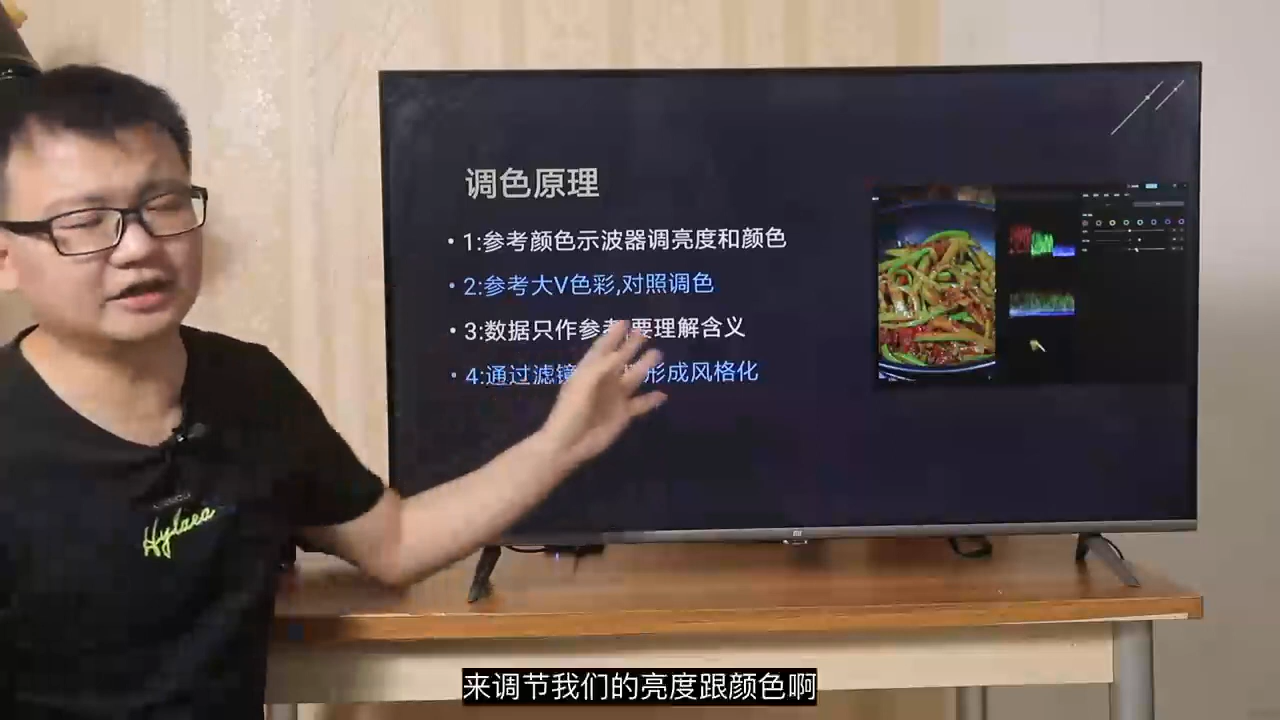 调色原理
• 1:参考颜色示波器调亮度和颜色
• 2:参考大V色彩,对照调色
• 3:数据只作参考,要理解含义
• 4:通过滤镜 形成风格化
Hylaea
mi
来调节我们的亮度跟颜色啊